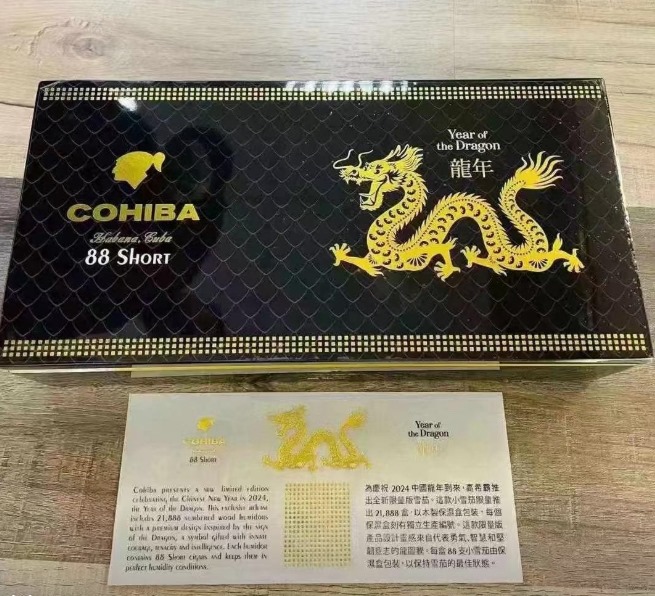 Year of
the Dragon
龍年
COHIBA
Habana, Cuba
88 SHORT
COHIBA
88 SHORT
Year of
the Dragon
Cohiba presents a new limited edition
celebrating the Chinese New Year in 2024,
the Year of the Dragon. This exclusive release
includes 21,888 numbered wood humidors
with a premium design inspired by the sign
of the Dragon, a symbol gifted with innate
courage, tenacity and intelligence. Each humidor
contains 88 Short cigars and keeps them in
perfect humidity conditions.
為慶祝 2024 中國龍年到來，高希霸推
出全新限量版雪茄。這款小雪茄限量推
出 21,888 盒，以木製保濕盒包裝，每個
保濕盒刻有獨立生產編號。這款限量版
產品設計靈感來自代表勇氣、智慧和堅
韌意志的龍圖騰，每盒 88 支小雪茄由保
濕盒包裝，以保持雪茄的最佳狀態。